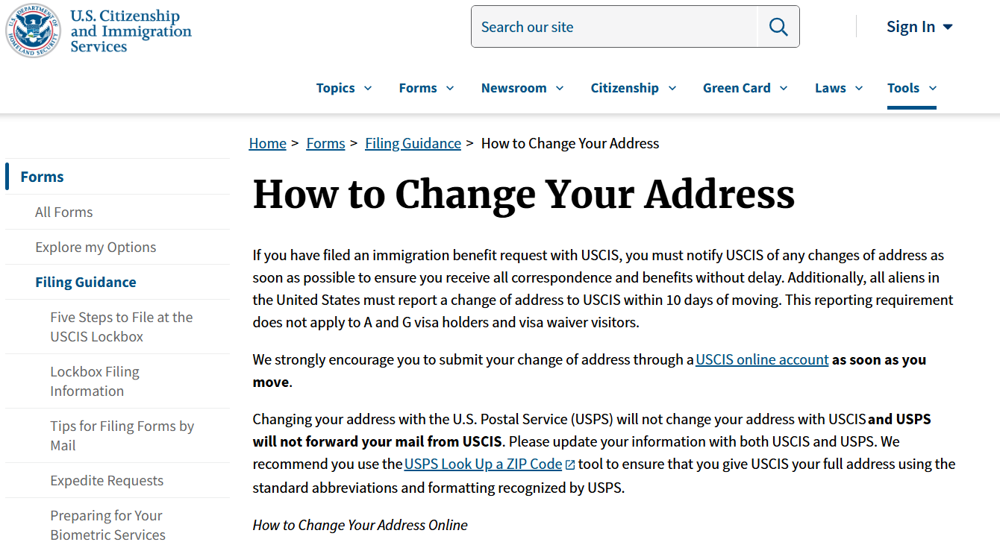 U.S. DEPARTMENT OF
HOMELAND SECURITY
U.S. Citizenship
and Immigration
Services
Search our site
Sign In
Topics
Forms
Newsroom
Citizenship
Green Card
Laws
Tools
Home > Forms > Filing Guidance > How to Change Your Address
Forms
All Forms
Explore my Options
Filing Guidance
Five Steps to File at the
USCIS Lockbox
Lockbox Filing
Information
Tips for Filing Forms by
Mail
Expedite Requests
Preparing for Your
Biometric Services
How to Change Your Address
If you have filed an immigration benefit request with USCIS, you must notify USCIS of any changes of address as
soon as possible to ensure you receive all correspondence and benefits without delay. Additionally, all aliens in
the United States must report a change of address to USCIS within 10 days of moving. This reporting requirement
does not apply to A and G visa holders and visa waiver visitors.
We strongly encourage you to submit your change of address through a USCIS online account as soon as you
move.
Changing your address with the U.S. Postal Service (USPS) will not change your address with USCIS and USPS
will not forward your mail from USCIS. Please update your information with both USCIS and USPS. We
recommend you use the USPS Look Up a ZIP Code tool to ensure that you give USCIS your full address using the
standard abbreviations and formatting recognized by USPS.
How to Change Your Address Online